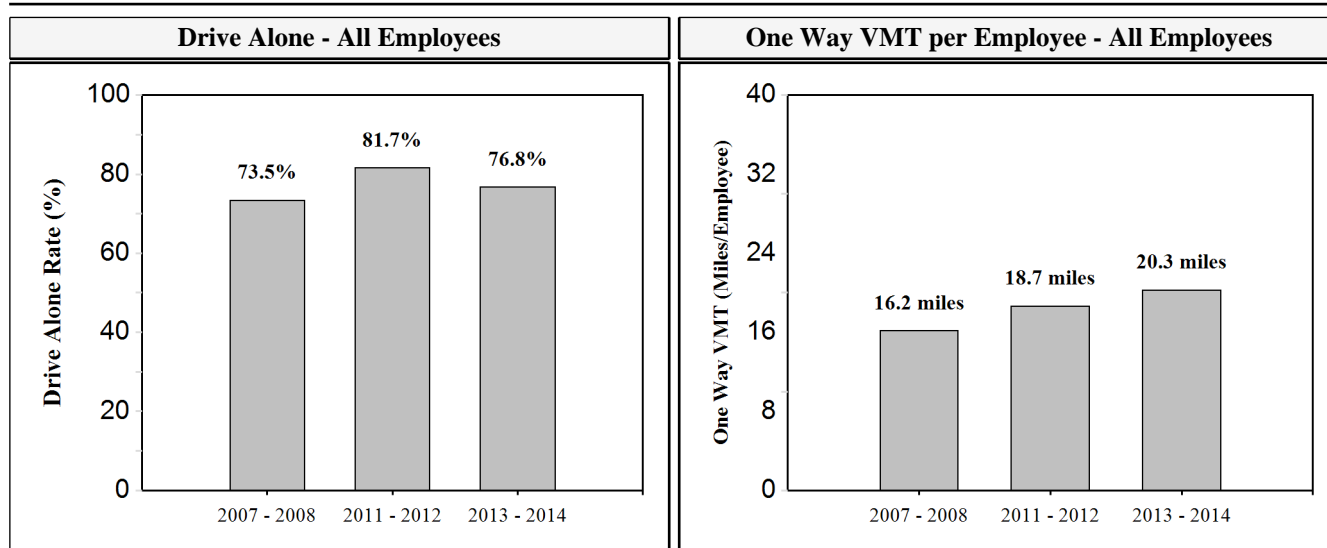 Drive Alone - All Employees
One Way VMT per Employee - All Employees
Drive Alone Rate (%)
100
80
60
40
20
0
73.5%
81.7%
76.8%
2007 - 2008
2011 - 2012
2013 - 2014
One Way VMT (Miles/Employee)
40
32
24
16
8
0
16.2 miles
18.7 miles
20.3 miles
2007 - 2008
2011 - 2012
2013 - 2014